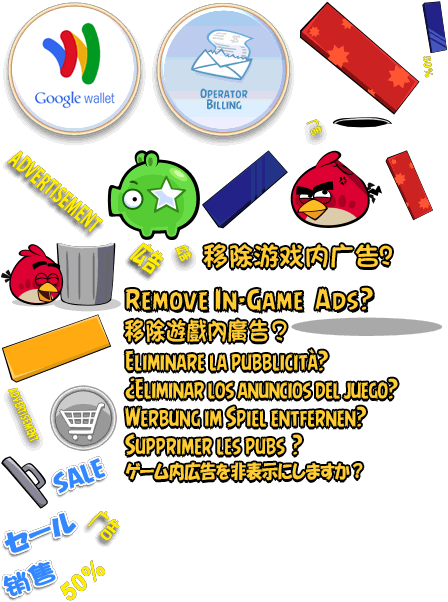 Google wallet
OPERATOR
BILLING
50%
广告
ADVERTISEMENT
広告
移除游戏内广告?
REMOVE IN-GAME ADS?
移除遊戲內廣告？
ELIMINARE LA PUBBLICITÀ?
¿ELIMINAR LOS ANUNCIOS DEL JUEGO?
WERBUNG IM SPIEL ENTFERNEN?
SUPPRIMER LES PUBS ?
ゲーム内広告を非表示にしますか？
ADVERTISEMENT
SALE
セール
广告
销售
50%